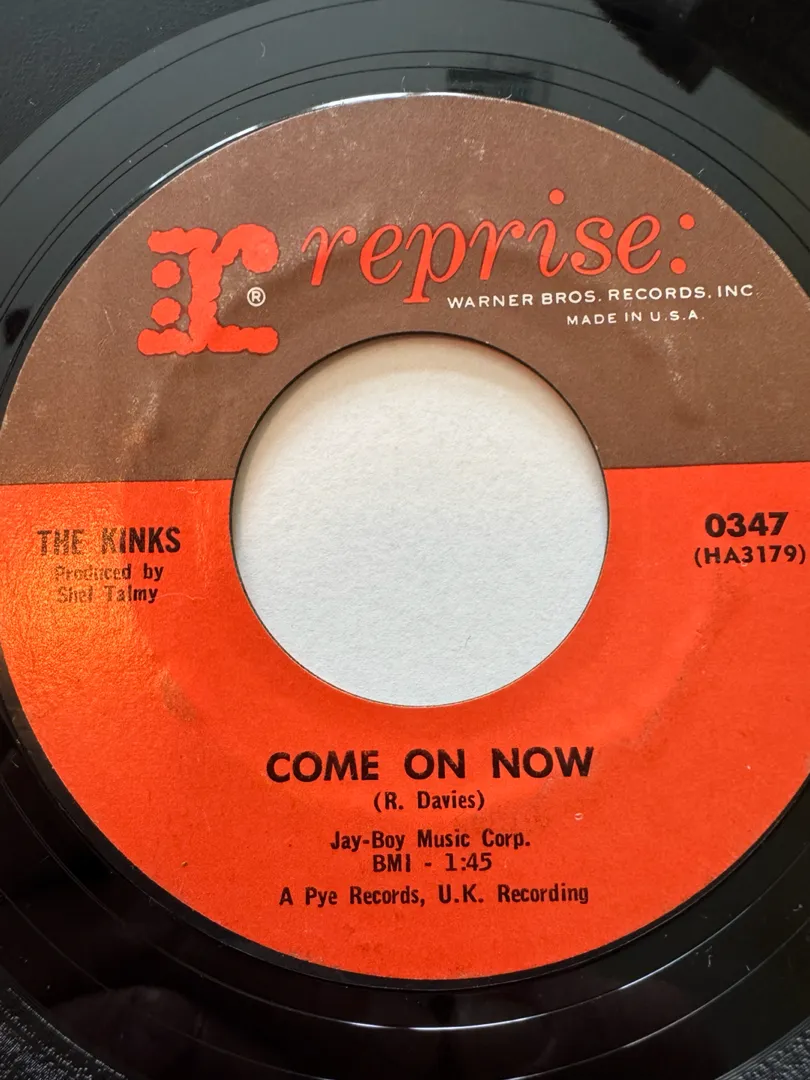 r ® reprise:
WARNER BROS. RECORDS, INC
MADE IN U.S.A.
THE KINKS
Produced by
Shel Talmy
0347
(HA3179)
COME ON NOW
(R. Davies)
Jay-Boy Music Corp.
BMI - 1:45
A Pye Records, U.K. Recording